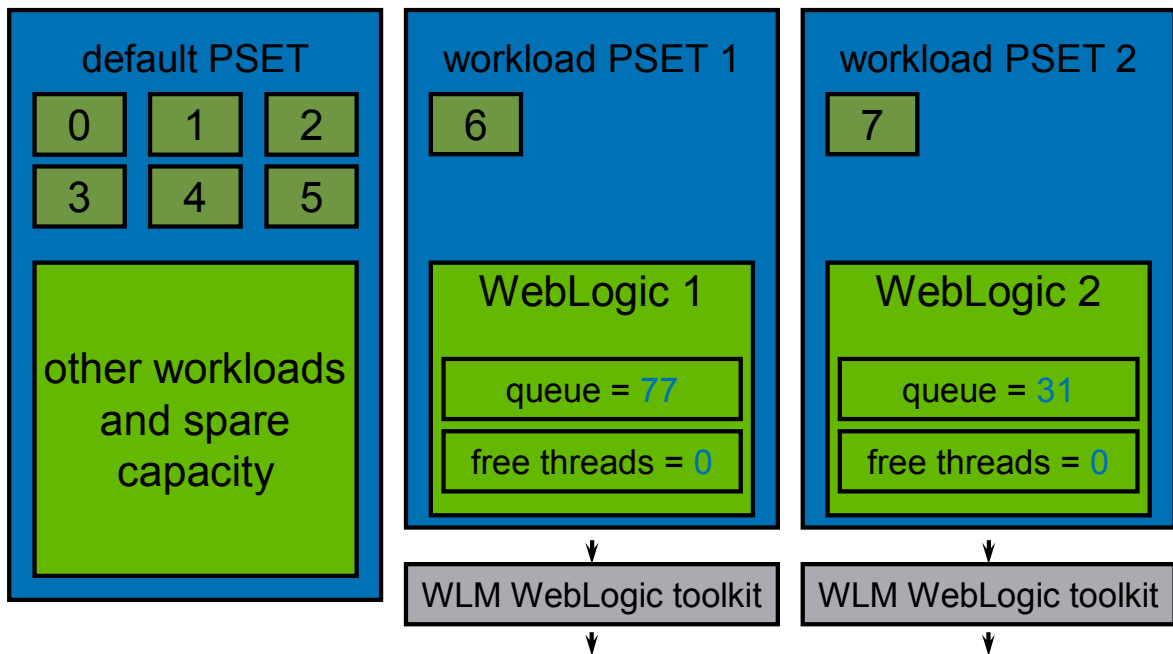 default PSET
0 1 2
3 4 5
other workloads
and spare
capacity
workload PSET 1
6
WebLogic 1
queue = 77
free threads = 0
WLM WebLogic toolkit
workload PSET 2
7
WebLogic 2
queue = 31
free threads = 0
WLM WebLogic toolkit